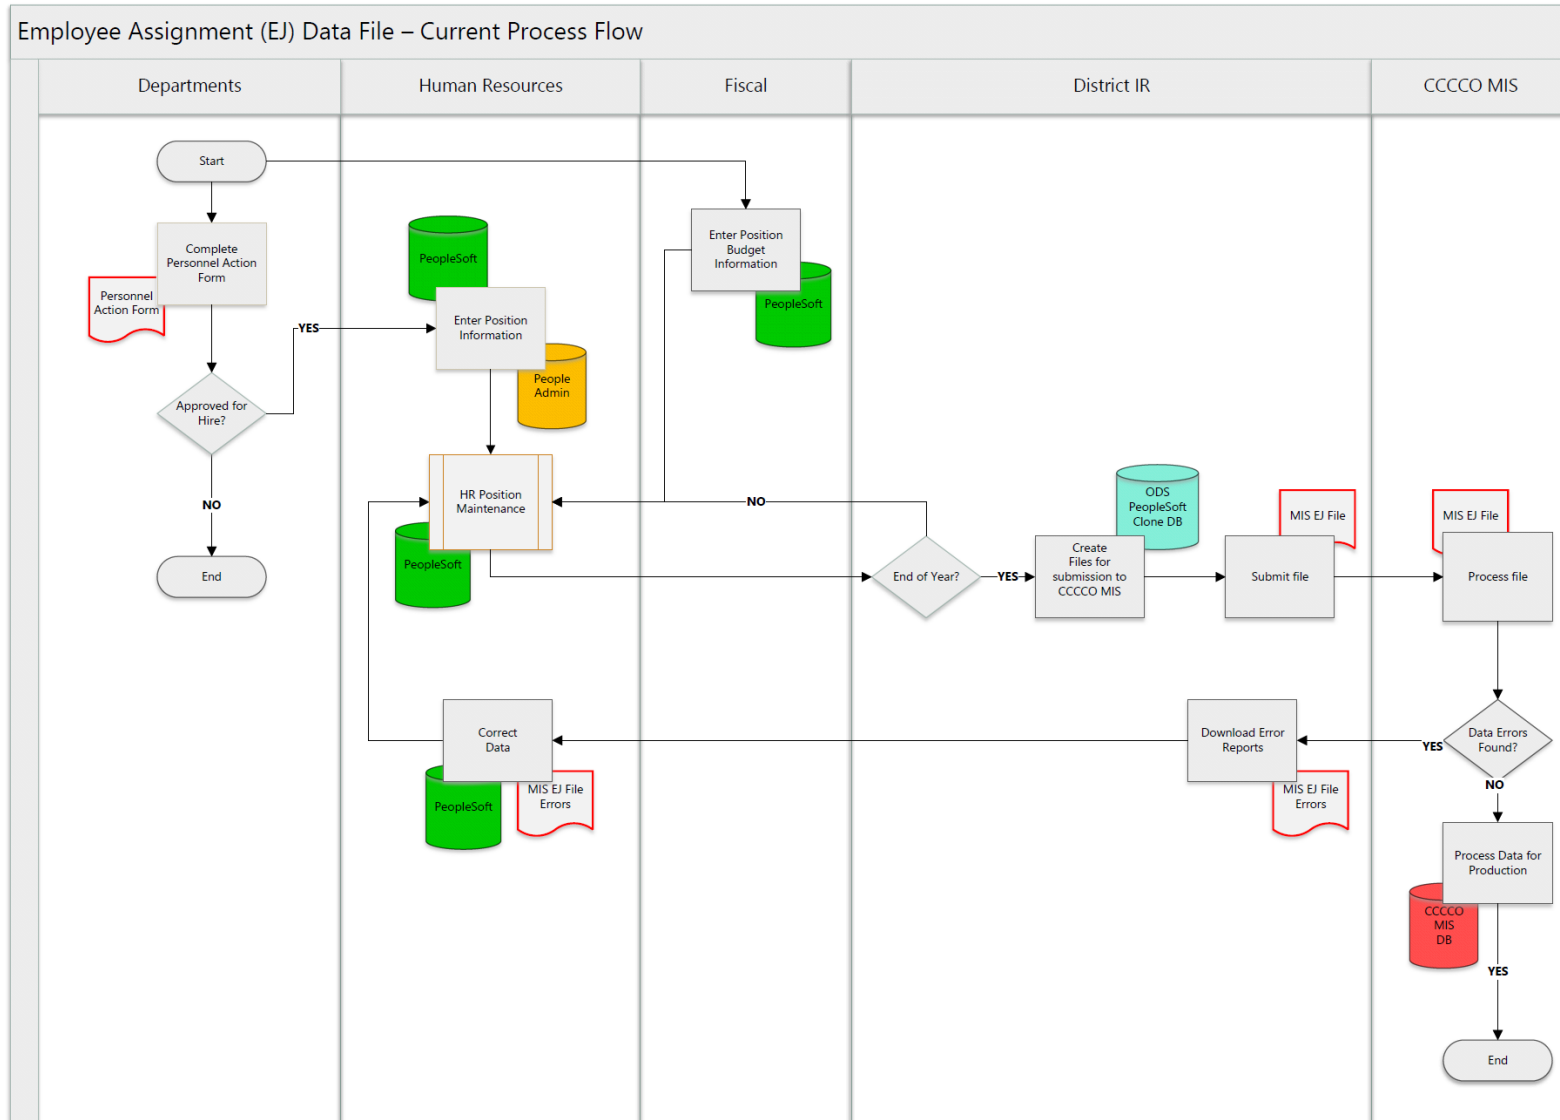 Employee Assignment (EJ) Data File – Current Process Flow
Departments
Human Resources
Fiscal
District IR
CCCCO MIS
Start
Complete
Personnel Action
Form
Personnel
Action Form
Approved for
Hire?
YES
NO
End
PeopleSoft
Enter Position
Information
People
Admin
HR Position
Maintenance
PeopleSoft
Correct
Data
PeopleSoft
MIS EJ File
Errors
Enter Position
Budget
Information
PeopleSoft
NO
End of Year?
YES
ODS
PeopleSoft
Clone DB
Create
Files for
submission to
CCCCO MIS
MIS EJ File
Submit file
Download Error
Reports
MIS EJ File
Errors
MIS EJ File
Process file
Data Errors
Found?
YES
NO
Process Data for
Production
CCCCO
MIS
DB
YES
End